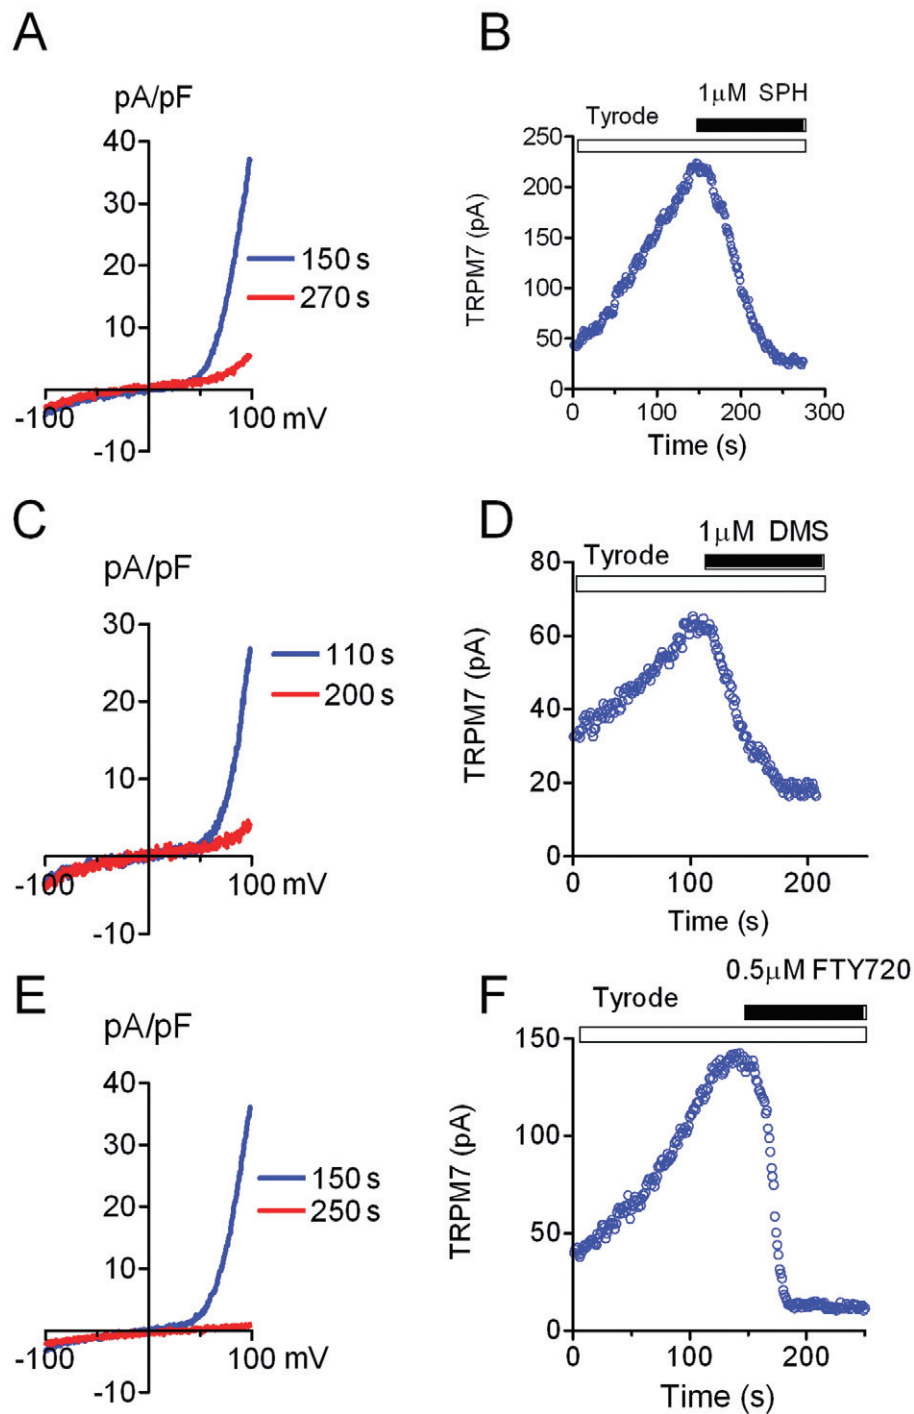 A
pA/pF
40
30
20
10
-10
-100
100 mV
150 s
270 s
B
1µM SPH
Tyrode
250
200
150
100
50
0
TRPM7 (pA)
0 100 200 300
Time (s)
C
pA/pF
30
20
10
-10
-100
100 mV
110 s
200 s
D
1µM DMS
Tyrode
80
60
40
20
0
TRPM7 (pA)
0 100 200
Time (s)
E
pA/pF
40
30
20
10
-10
-100
100 mV
150 s
250 s
F
0.5µM FTY720
Tyrode
150
100
50
0
TRPM7 (pA)
0 100 200
Time (s)